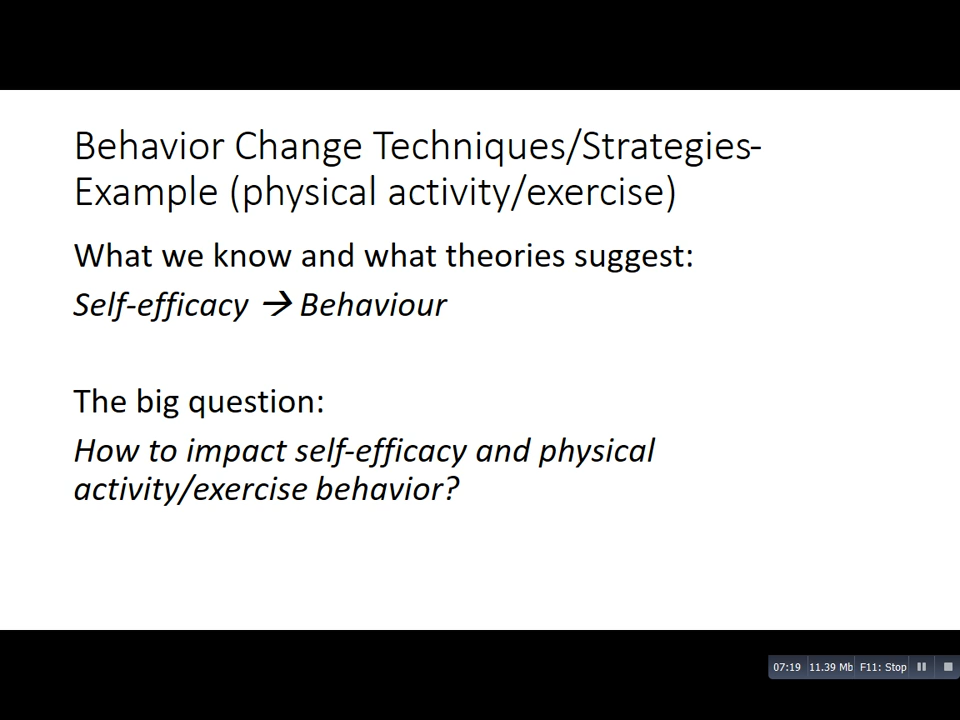 Behavior Change Techniques/Strategies-
Example (physical activity/exercise)
What we know and what theories suggest:
Self-efficacy → Behaviour
The big question:
How to impact self-efficacy and physical
activity/exercise behavior?
07:19 11.39 Mb F11: Stop